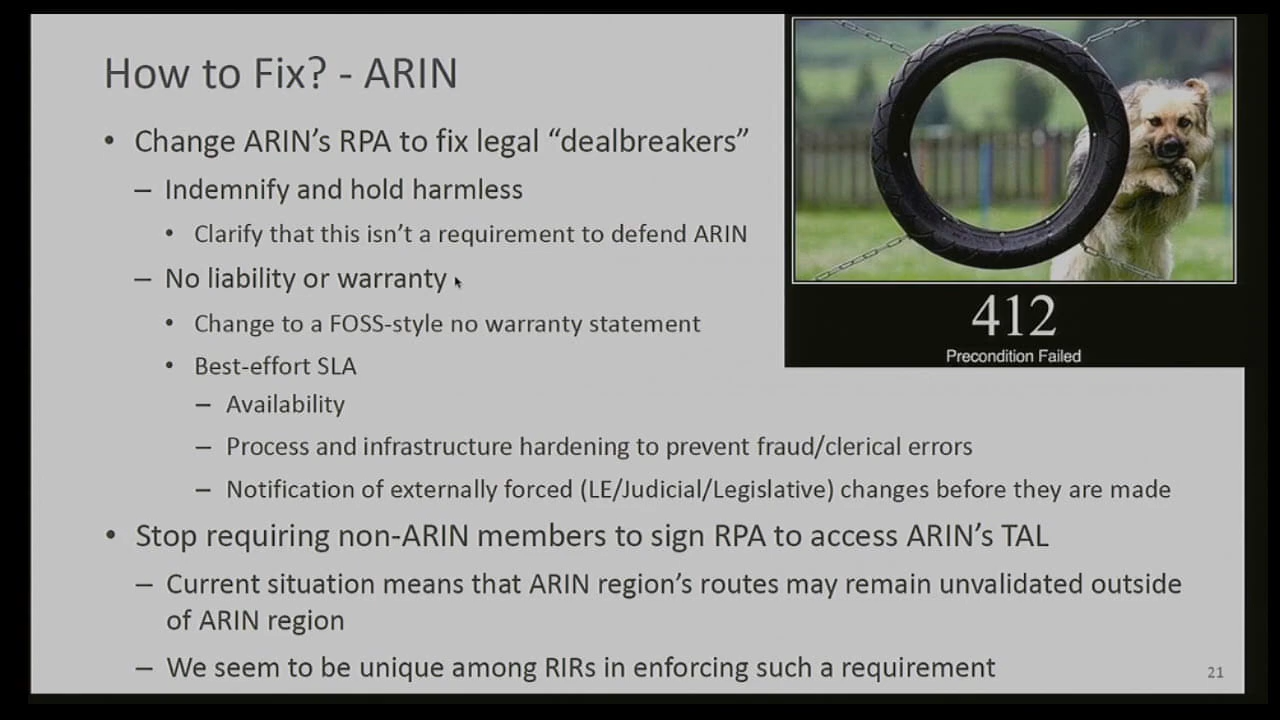 How to Fix? - ARIN
• Change ARIN’s RPA to fix legal “dealbreakers”
– Indemnify and hold harmless
• Clarify that this isn’t a requirement to defend ARIN
– No liability or warranty
• Change to a FOSS-style no warranty statement
• Best-effort SLA
– Availability
– Process and infrastructure hardening to prevent fraud/clerical errors
– Notification of externally forced (LE/Judicial/Legislative) changes before they are made
• Stop requiring non-ARIN members to sign RPA to access ARIN’s TAL
– Current situation means that ARIN region’s routes may remain unvalidated outside
of ARIN region
– We seem to be unique among RIRs in enforcing such a requirement
412
Precondition Failed
21